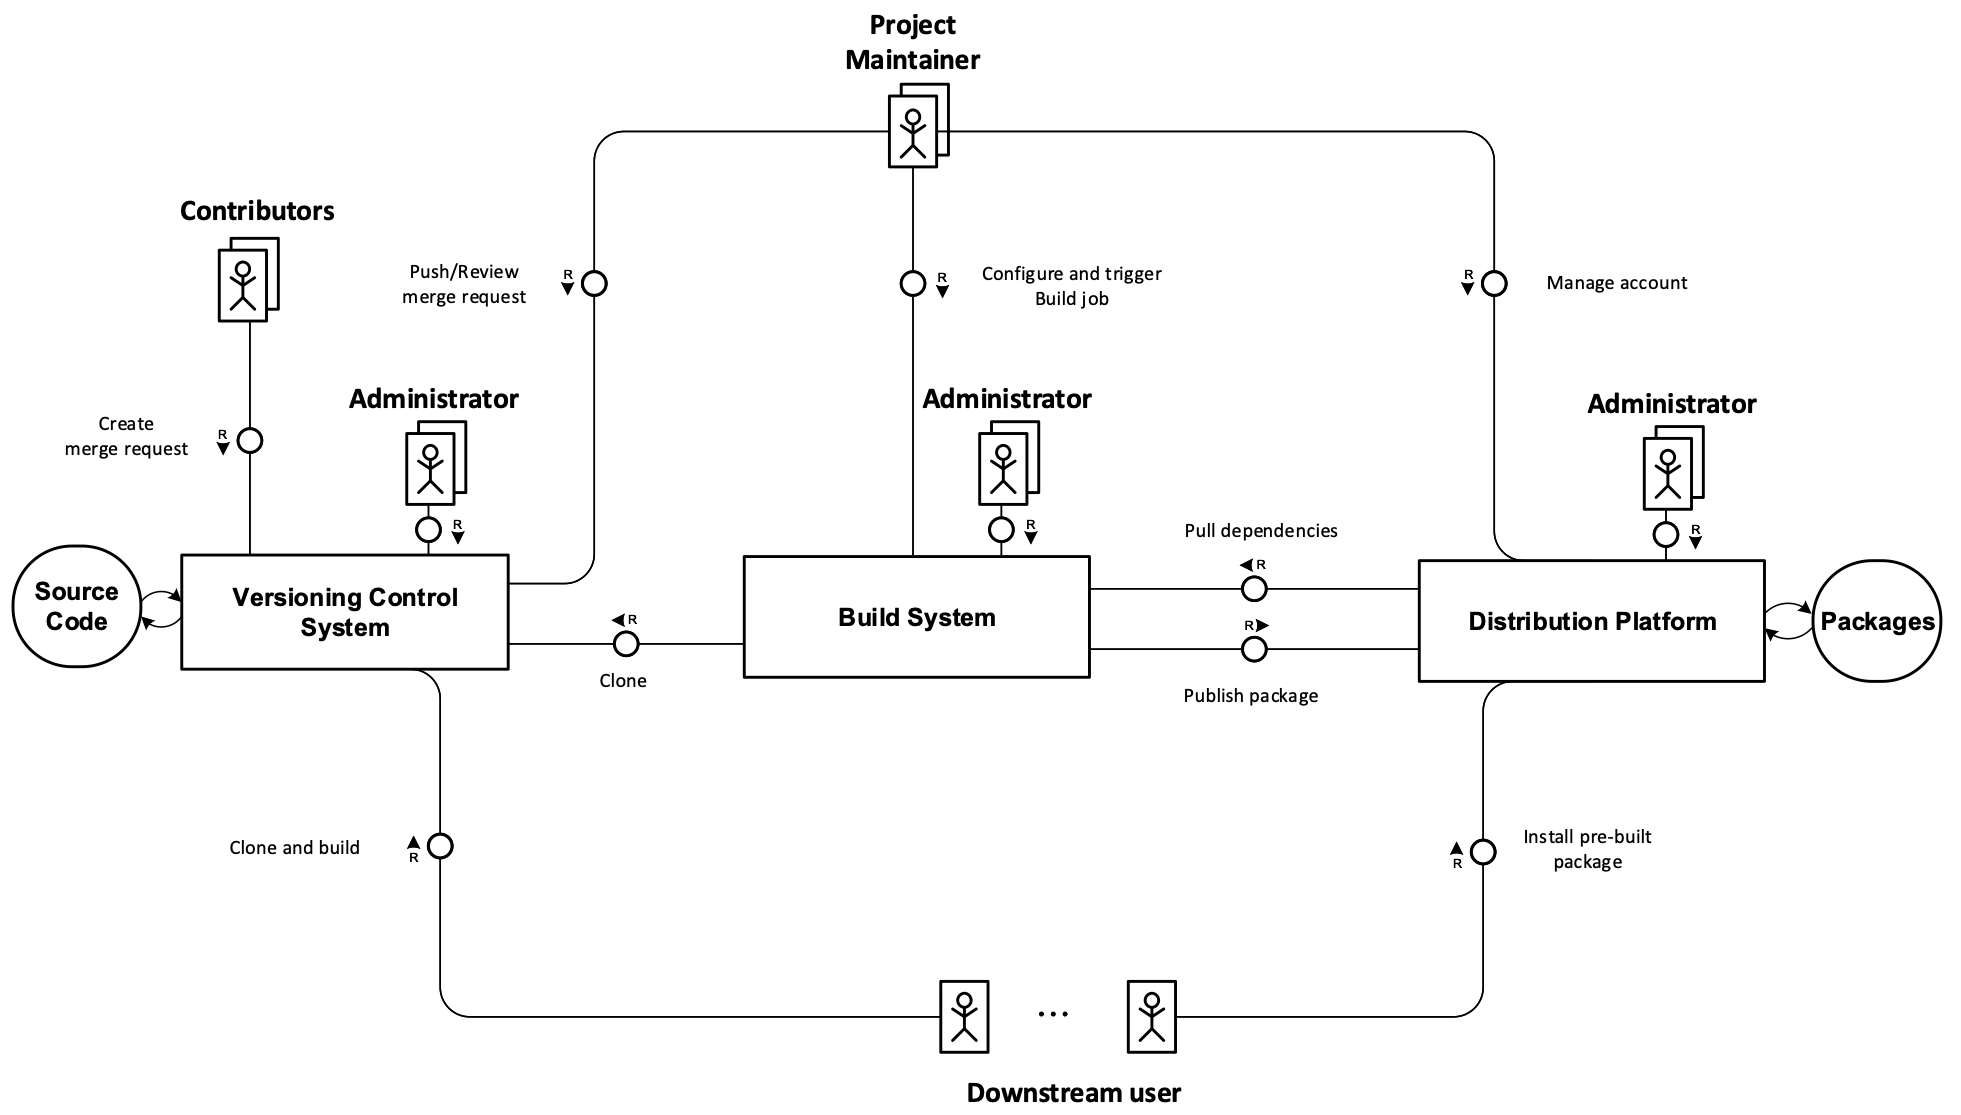 Project
Maintainer
Contributors
Push/Review
merge request
R
R
Configure and trigger
Build job
R
Manage account
Administrator
Administrator
Administrator
Create
merge request
R
R
R
R
Pull dependencies
R
Source
Code
Versioning Control
System
R
Clone
Build System
R
Publish package
Distribution Platform
Packages
Clone and build
R
R
Install pre-built
package
...
Downstream user